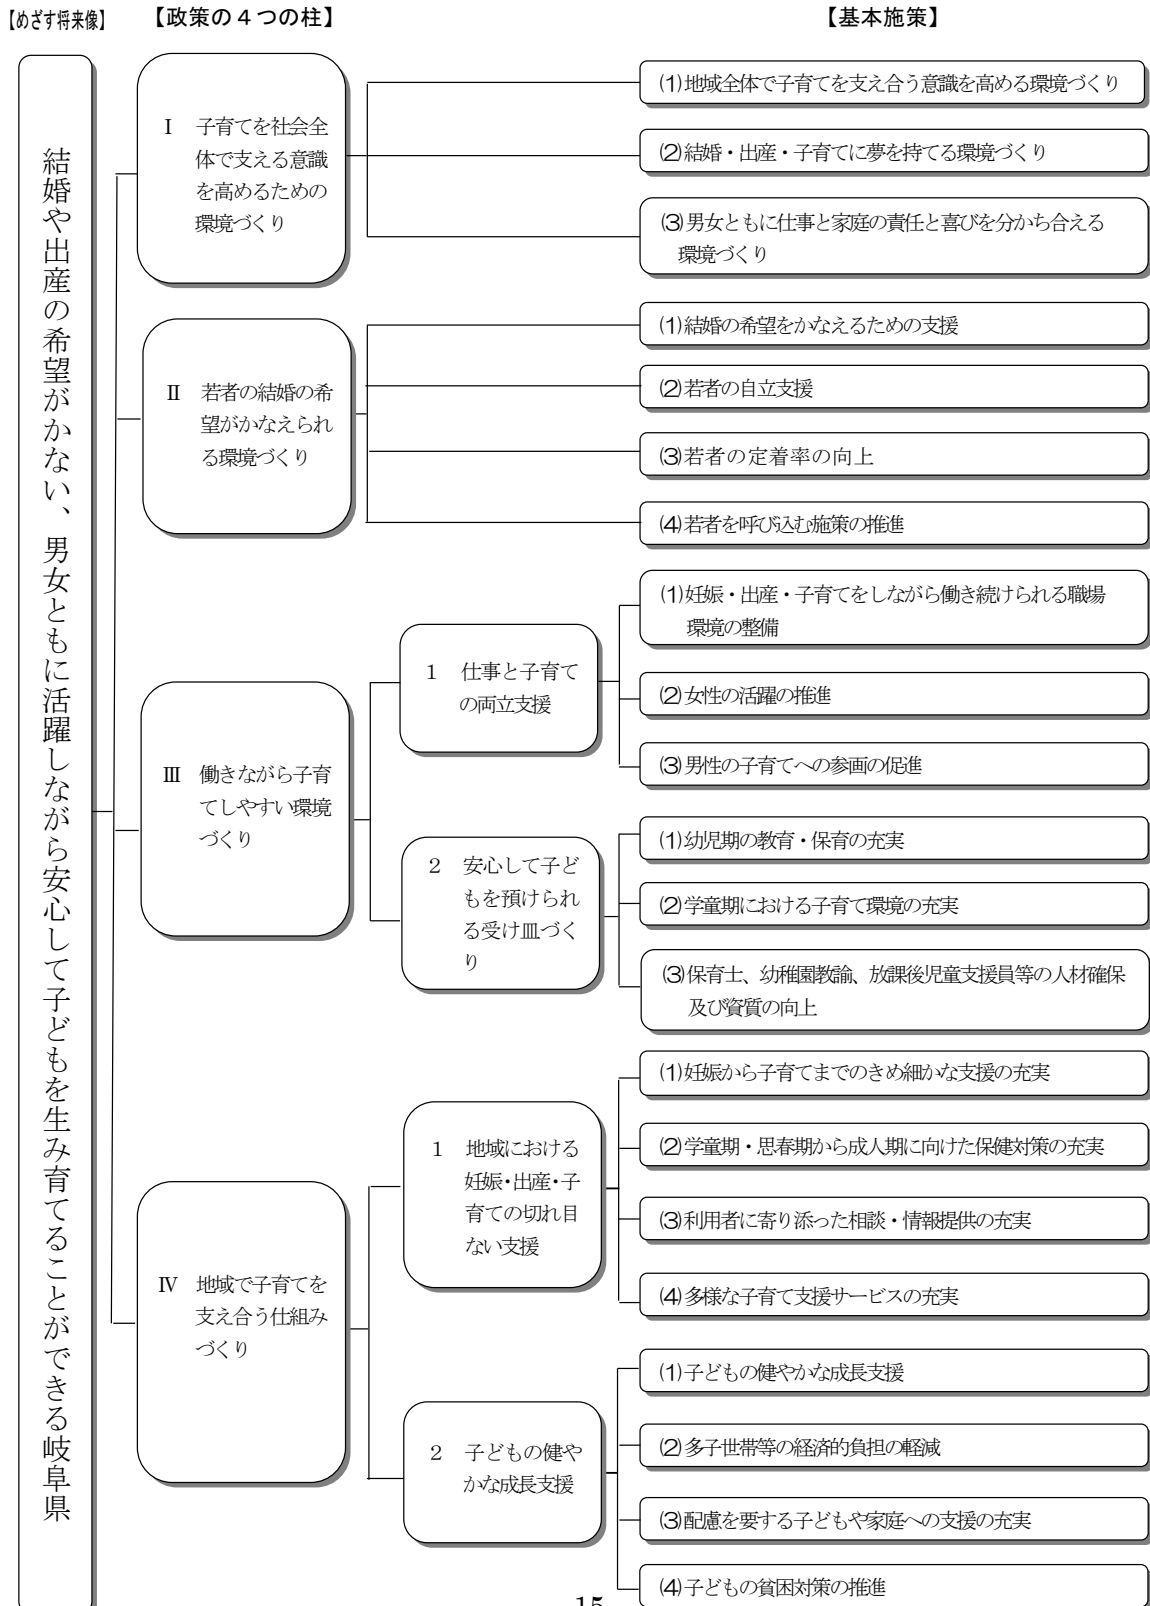 【めざす将来像】
【政策の４つの柱】
【基本施策】
結婚や出産の希望がかない、男女ともに活躍しながら安心して子どもを生み育てることができる岐阜県
Ⅰ 子育てを社会全
体で支える意識
を高めるための
環境づくり
(1)地域全体で子育てを支え合う意識を高める環境づくり
(2)結婚・出産・子育てに夢を持てる環境づくり
(3)男女ともに仕事と家庭の責任と喜びを分かち合える
環境づくり
Ⅱ 若者の結婚の希
望がかなえられ
る環境づくり
(1)結婚の希望をかなえるための支援
(2)若者の自立支援
(3)若者の定着率の向上
(4)若者を呼び込む施策の推進
Ⅲ 働きながら子育
てしやすい環境
づくり
1 仕事と子育て
の両立支援
(1)妊娠・出産・子育てをしながら働き続けられる職場
環境の整備
(2)女性の活躍の推進
(3)男性の子育てへの参画の促進
2 安心して子ど
もを預けられ
る受け皿づく
り
(1)幼児期の教育・保育の充実
(2)学童期における子育て環境の充実
(3)保育士、幼稚園教諭、放課後児童支援員等の人材確保
及び資質の向上
Ⅳ 地域で子育てを
支え合う仕組み
づくり
1 地域における
妊娠・出産・子
育ての切れ目
ない支援
(1)妊娠から子育てまでのきめ細かな支援の充実
(2)学童期・思春期から成人期に向けた保健対策の充実
(3)利用者に寄り添った相談・情報提供の充実
(4)多様な子育て支援サービスの充実
2 子どもの健や
かな成長支援
(1)子どもの健やかな成長支援
(2)多子世帯等の経済的負担の軽減
(3)配慮を要する子どもや家庭への支援の充実
(4)子どもの貧困対策の推進
15